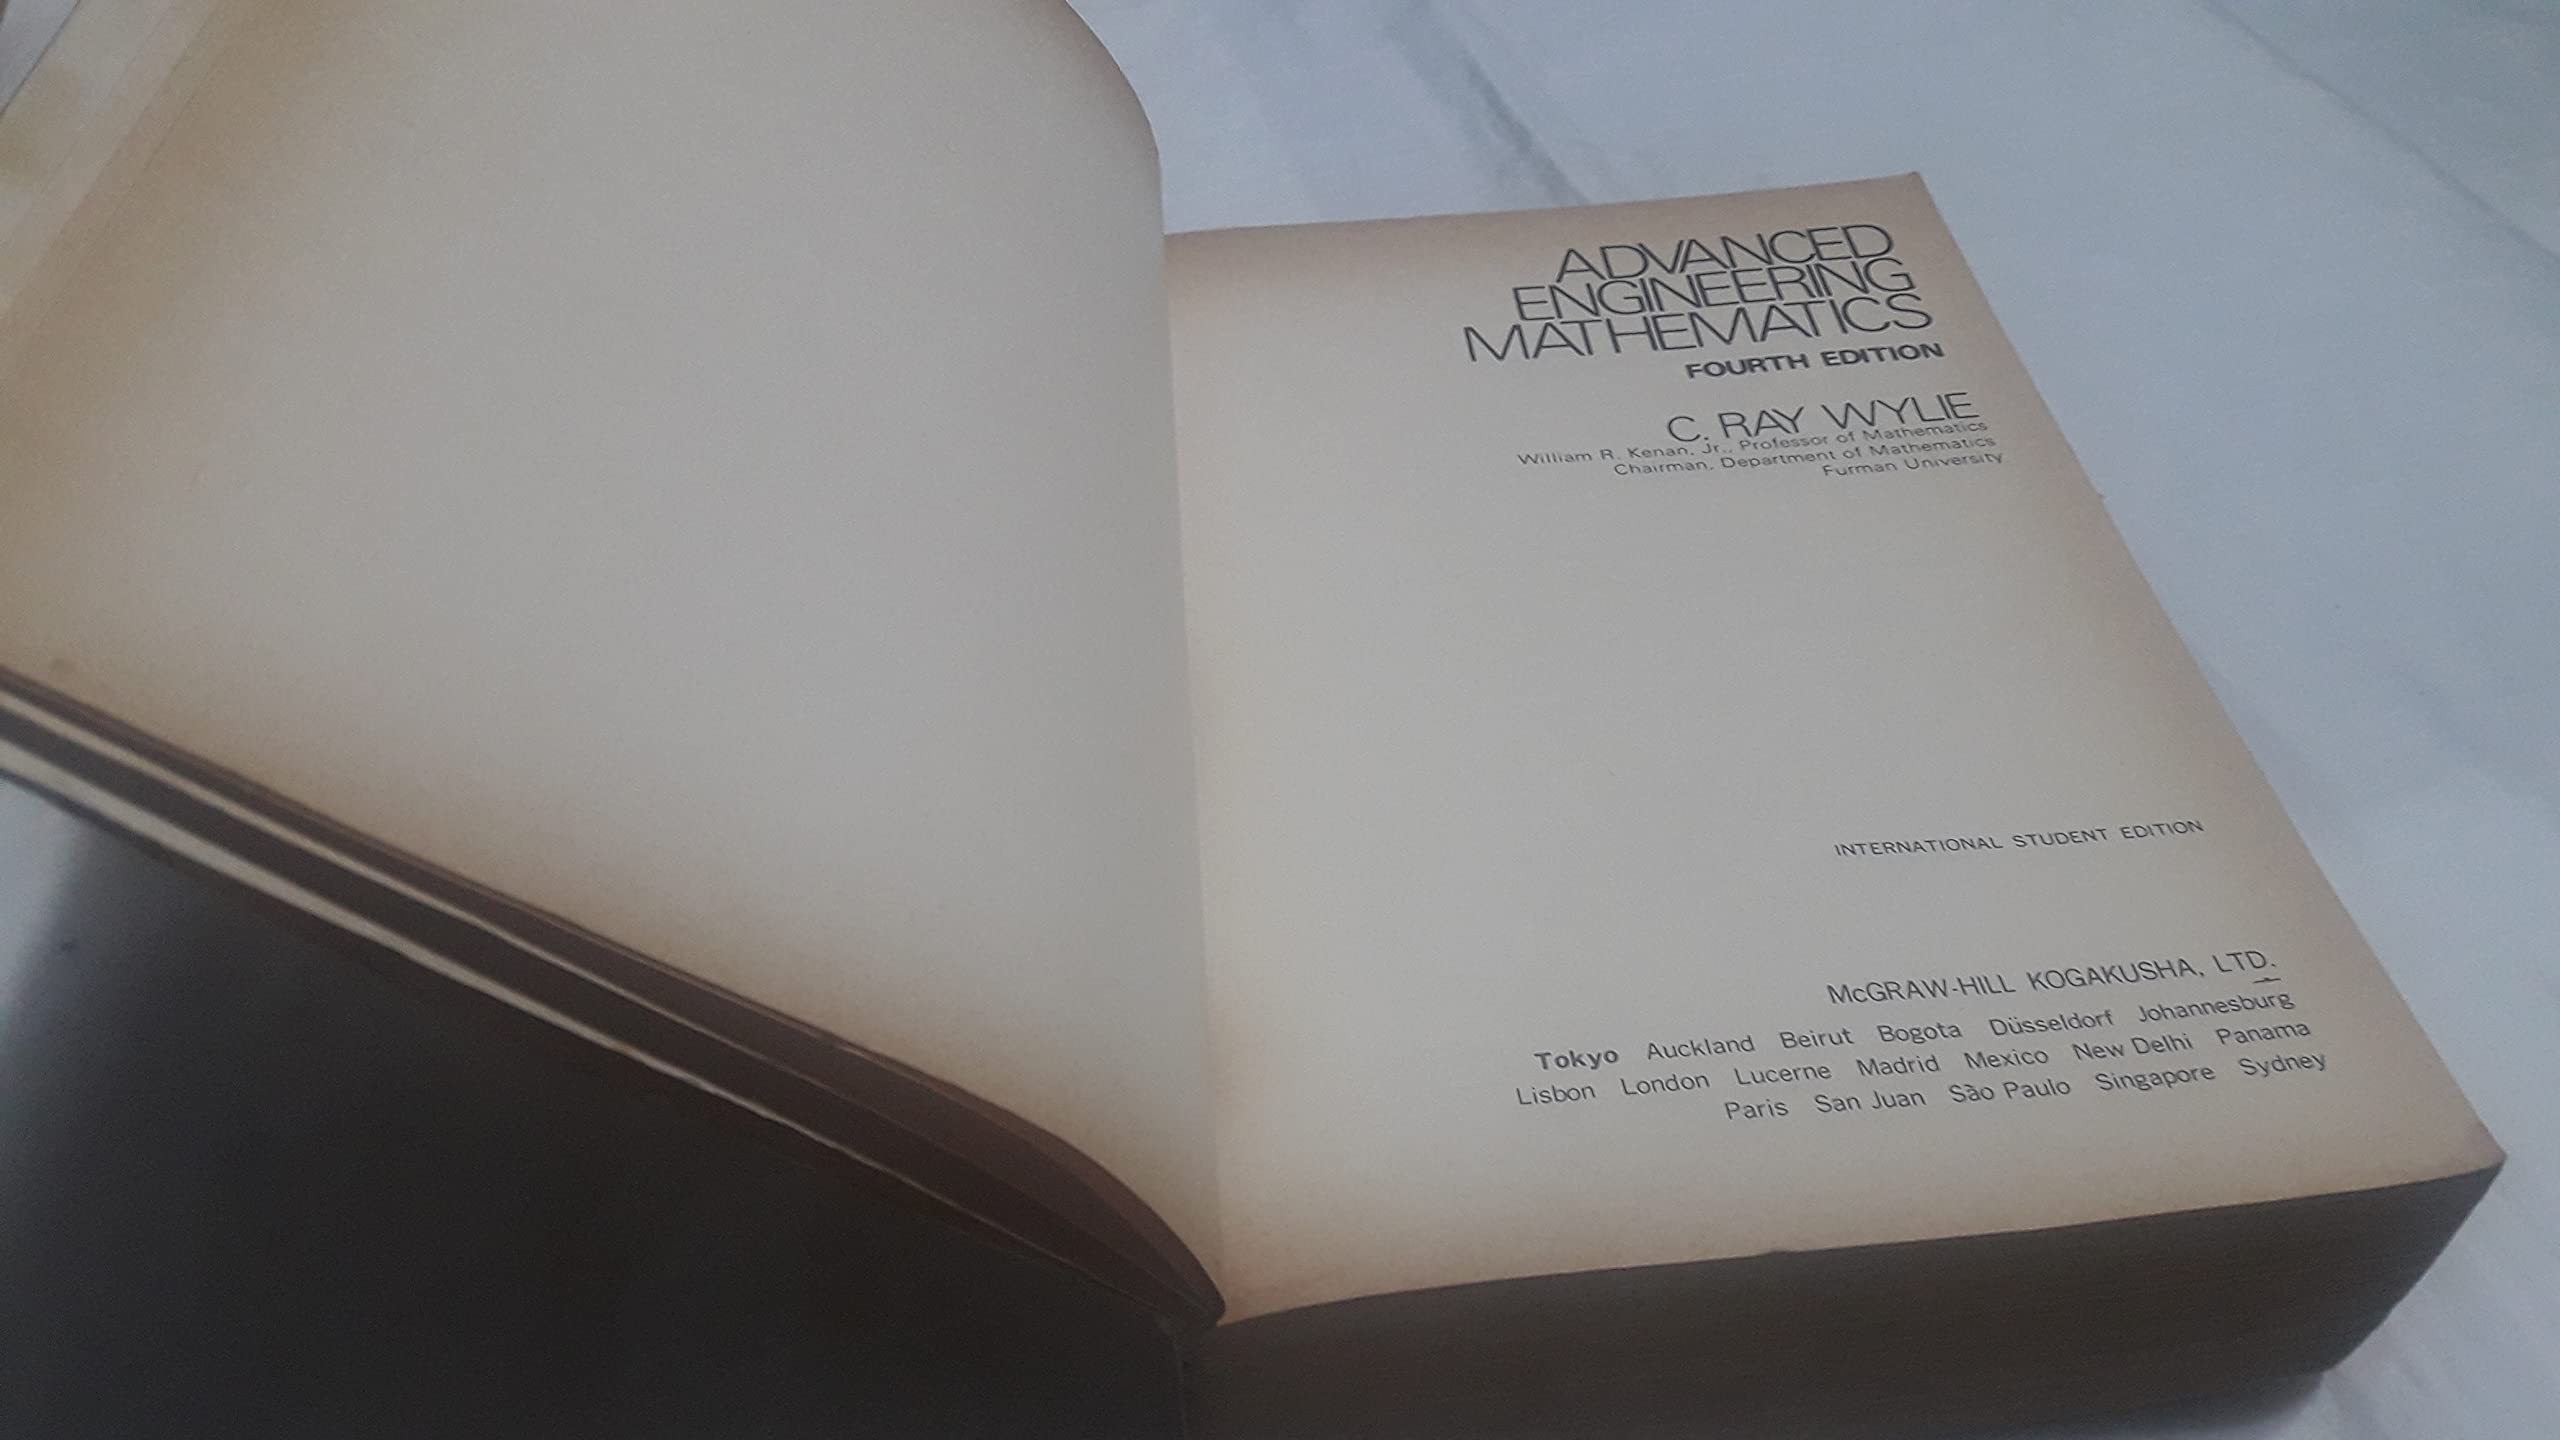 ADVANCED
ENGINEERING
MATHEMATICS
FOURTH EDITION
C. RAY WYLIE
William R. Kenan, Jr., Professor of Mathematics
Chairman, Department of Mathematics
Furman University
INTERNATIONAL STUDENT EDITION
McGRAW-HILL KOGAKUSHA, LTD.
Tokyo Auckland Beirut Bogota Düsseldorf Johannesburg
Lisbon London Lucerne Madrid Mexico New Delhi Panama
Paris San Juan São Paulo Singapore Sydney